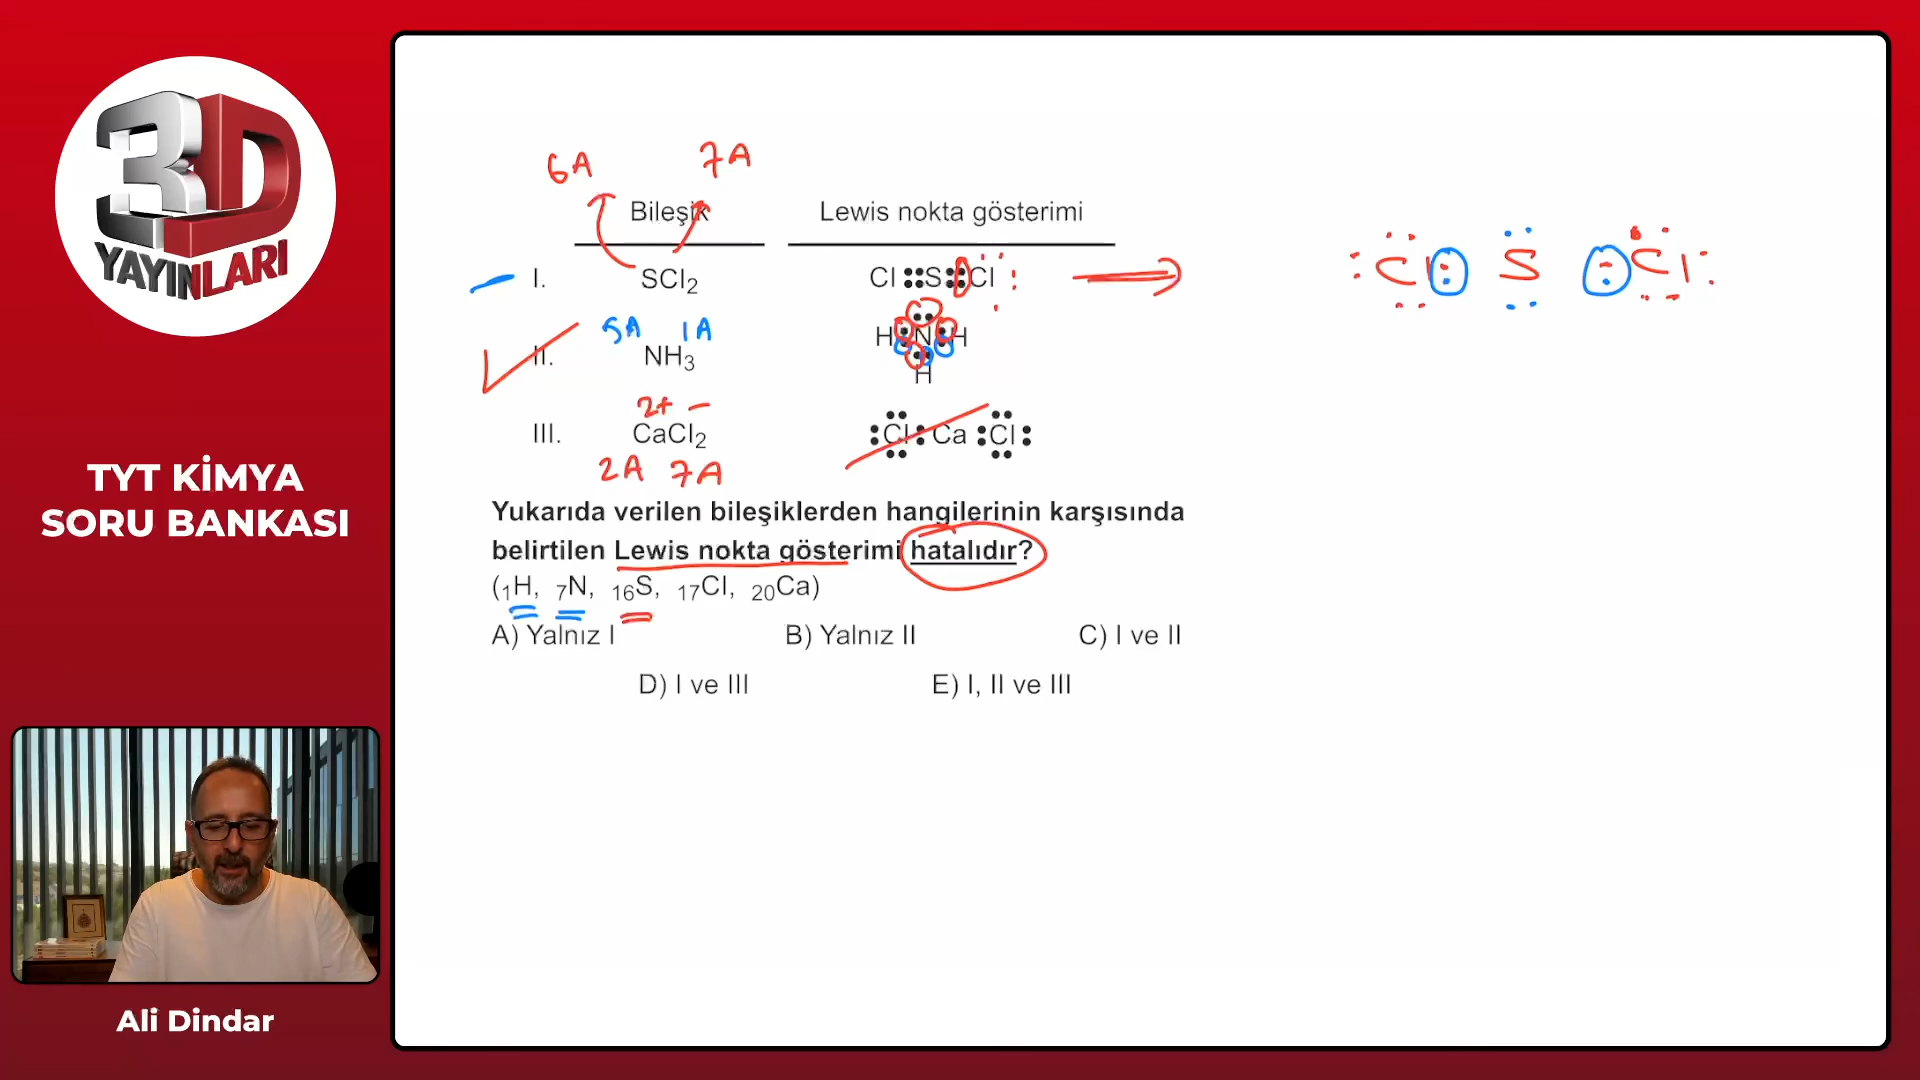 3D
YAYINLARI
TYT KİMYA
SORU BANKASI
Ali Dindar
6A 7A
Bileşik Lewis nokta gösterimi
I. SCl2 Cl S Cl
Cl S Cl
5A 1A
II. NH3 H N H
H
2+ −
III. CaCl2 Cl Ca Cl
2A 7A
Yukarıda verilen bileşiklerden hangilerinin karşısında
belirtilen Lewis nokta gösterimi hatalıdır?
(1H, 7N, 16S, 17Cl, 20Ca)
A) Yalnız I B) Yalnız II C) I ve II
D) I ve III E) I, II ve III